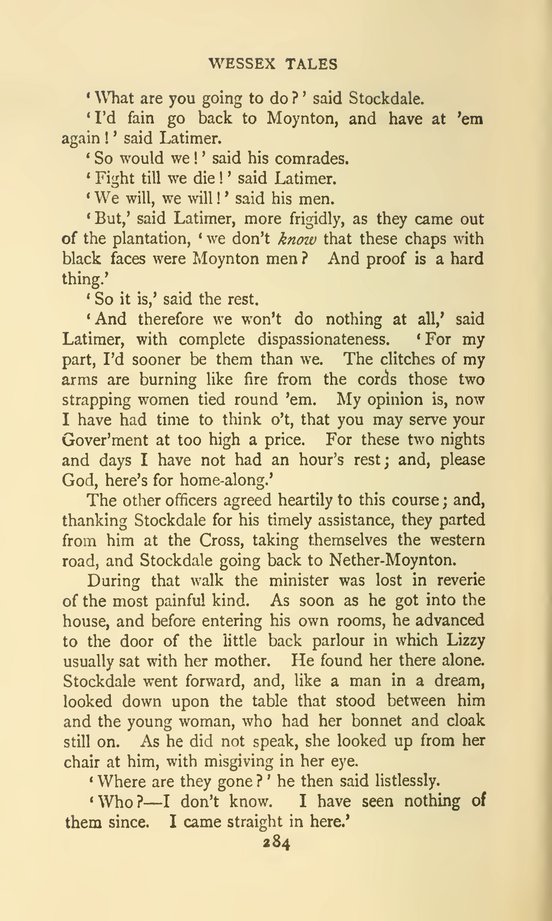 WESSEX TALES
‘What are you going to do?’ said Stockdale.
‘I’d fain go back to Moynton, and have at ’em
again!’ said Latimer.
‘So would we!’ said his comrades.
‘Fight till we die!’ said Latimer.
‘We will, we will!’ said his men.
‘But,’ said Latimer, more frigidly, as they came out
of the plantation, ‘we don’t know that these chaps with
black faces were Moynton men? And proof is a hard
thing.’
‘So it is,’ said the rest.
‘And therefore we won’t do nothing at all,’ said
Latimer, with complete dispassionateness. ‘For my
part, I’d sooner be them than we. The clitches of my
arms are burning like fire from the cords those two
strapping women tied round ’em. My opinion is, now
I have had time to think o’t, that you may serve your
Gover’ment at too high a price. For these two nights
and days I have not had an hour’s rest; and, please
God, here’s for home-along.’
The other officers agreed heartily to this course; and,
thanking Stockdale for his timely assistance, they parted
from him at the Cross, taking themselves the western
road, and Stockdale going back to Nether-Moynton.
During that walk the minister was lost in reverie
of the most painful kind. As soon as he got into the
house, and before entering his own rooms, he advanced
to the door of the little back parlour in which Lizzy
usually sat with her mother. He found her there alone.
Stockdale went forward, and, like a man in a dream,
looked down upon the table that stood between him
and the young woman, who had her bonnet and cloak
still on. As he did not speak, she looked up from her
chair at him, with misgiving in her eye.
‘Where are they gone?’ he then said listlessly.
‘Who?—I don’t know. I have seen nothing of
them since. I came straight in here.’
284